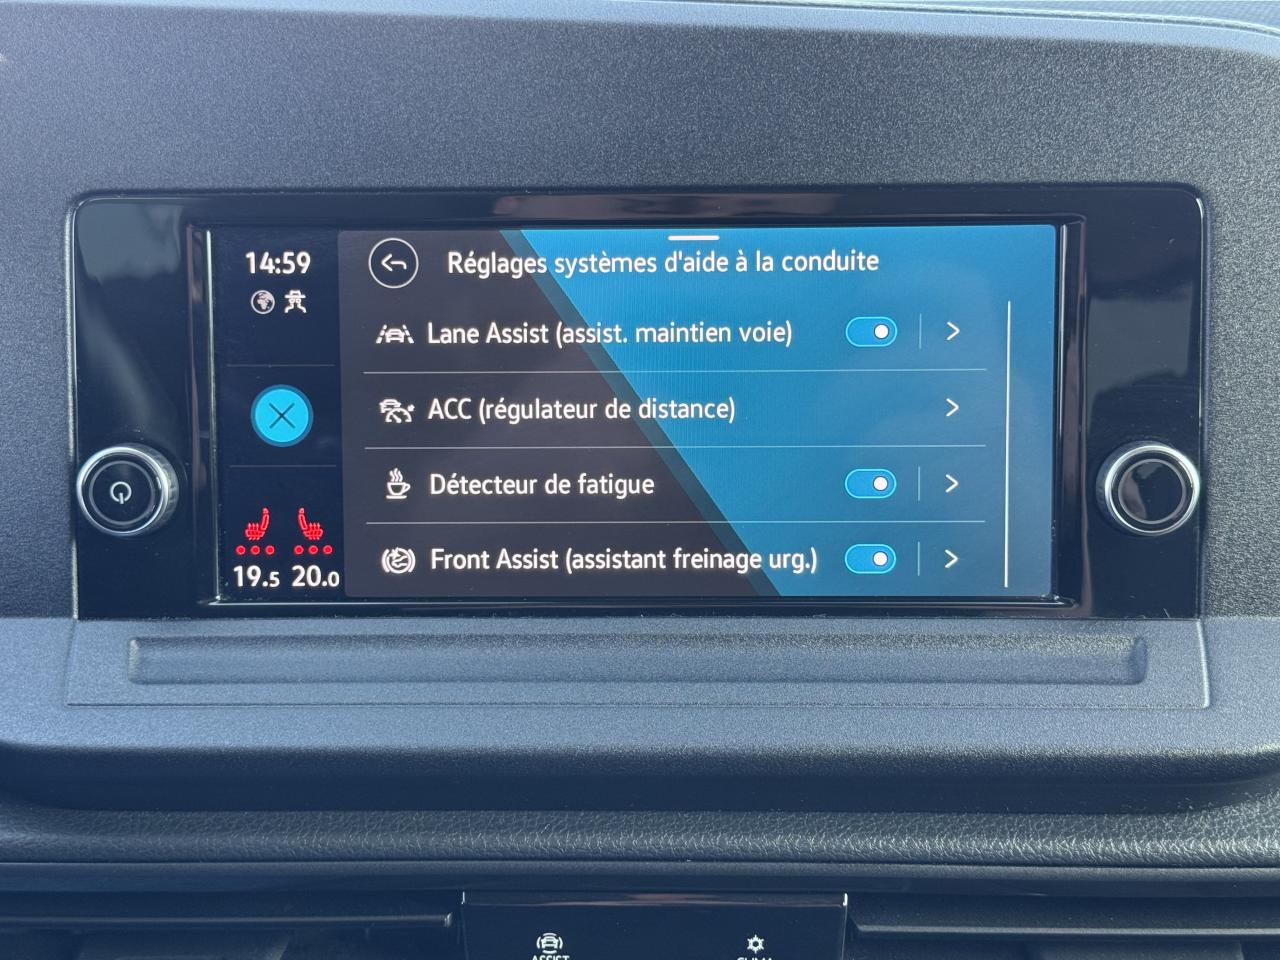 14:59
Réglages systèmes d'aide à la conduite
Lane Assist (assist. maintien voie)
ACC (régulateur de distance)
Détecteur de fatigue
Front Assist (assistant freinage urg.)
19.5 20.0
ASSIST